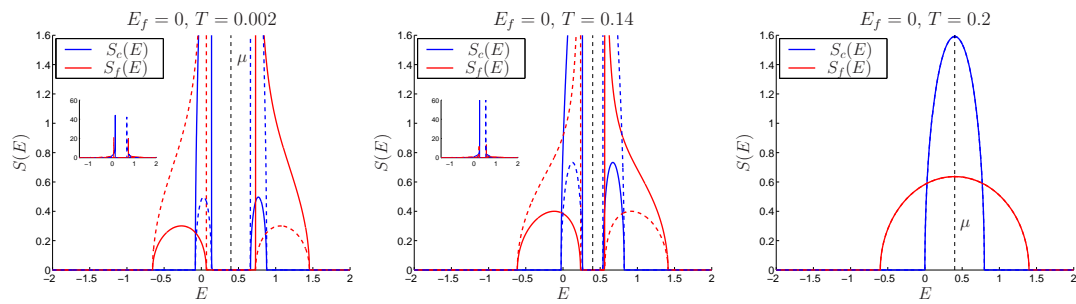 E_f = 0, T = 0.002
S(E)
1.6
1.4
1.2
1
0.8
0.6
0.4
0.2
0
S_c(E)
S_f(E)
μ
60
40
20
0
−1 0 1 2
−2 −1.5 −1 −0.5 0 0.5 1 1.5 2
E
E_f = 0, T = 0.14
S(E)
1.6
1.4
1.2
1
0.8
0.6
0.4
0.2
0
S_c(E)
S_f(E)
μ
60
40
20
0
−1 0 1 2
−2 −1.5 −1 −0.5 0 0.5 1 1.5 2
E
E_f = 0, T = 0.2
S(E)
1.6
1.4
1.2
1
0.8
0.6
0.4
0.2
0
S_c(E)
S_f(E)
μ
−2 −1.5 −1 −0.5 0 0.5 1 1.5 2
E